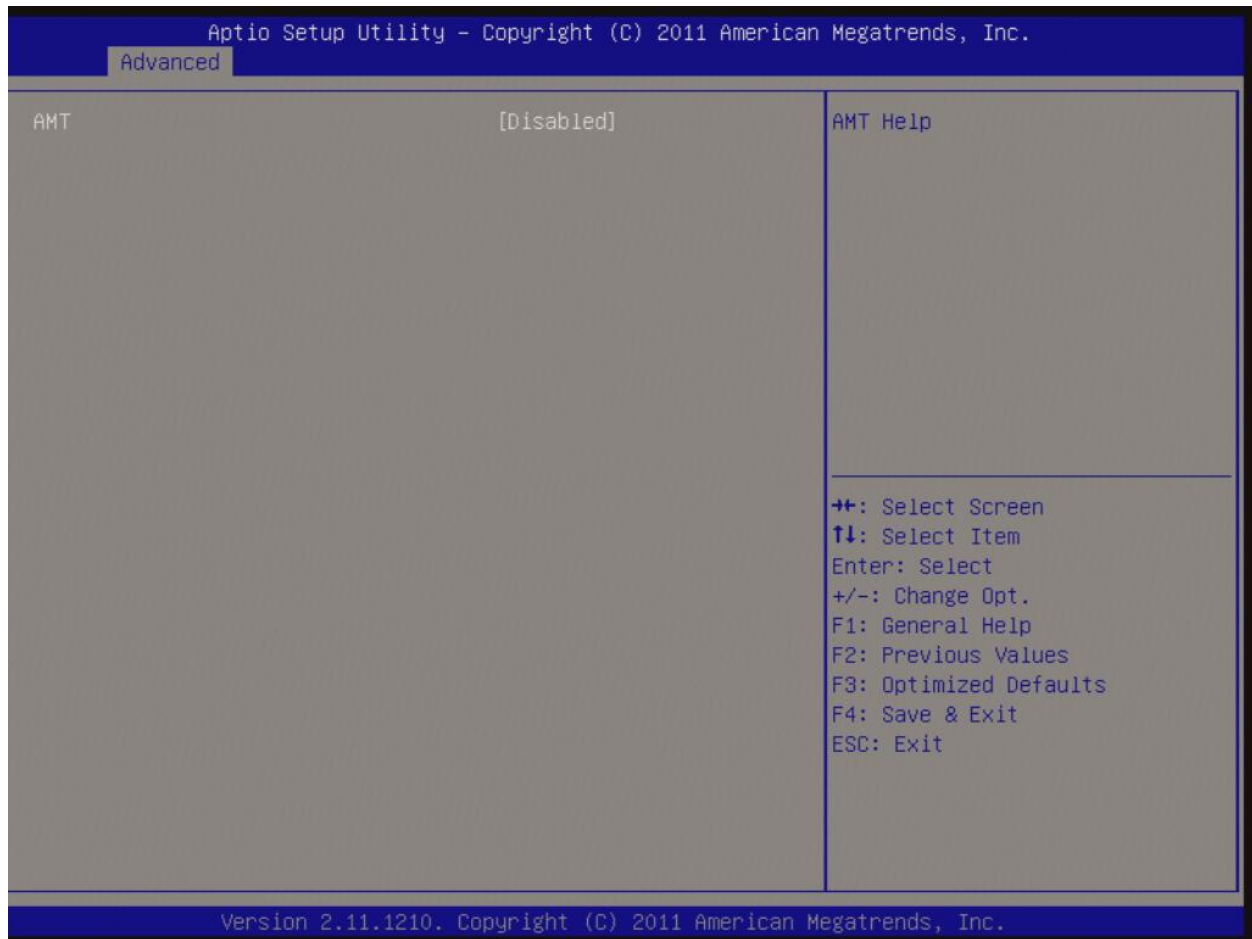 Aptio Setup Utility – Copyright (C) 2011 American Megatrends, Inc.
Advanced
AMT [Disabled]
AMT Help
→←: Select Screen
↑↓: Select Item
Enter: Select
+/-: Change Opt.
F1: General Help
F2: Previous Values
F3: Optimized Defaults
F4: Save & Exit
ESC: Exit
Version 2.11.1210. Copyright (C) 2011 American Megatrends, Inc.